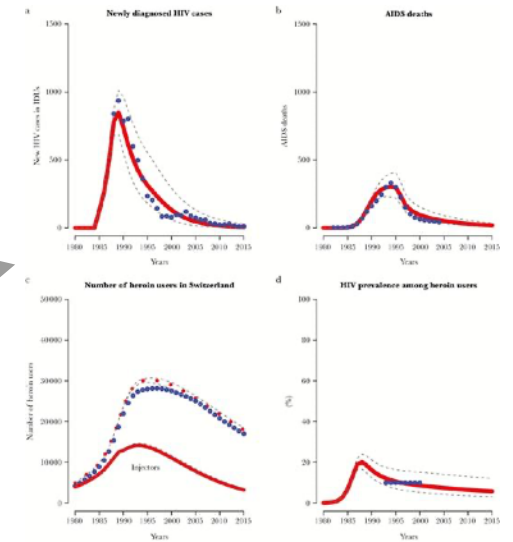 a
Newly diagnosed HIV cases
1500
1000
500
0
New HIV cases in IDUs
1980 1985 1990 1995 2000 2005 2010 2015
Years
b
AIDS deaths
1500
1000
500
0
AIDS deaths
1980 1985 1990 1995 2000 2005 2010 2015
Years
c
Number of heroin users in Switzerland
50000
40000
30000
20000
10000
0
Number of heroin users
Injectors
1980 1985 1990 1995 2000 2005 2010 2015
Years
d
HIV prevalence among heroin users
100
80
60
40
20
0
(%)
1980 1985 1990 1995 2000 2005 2010 2015
Years